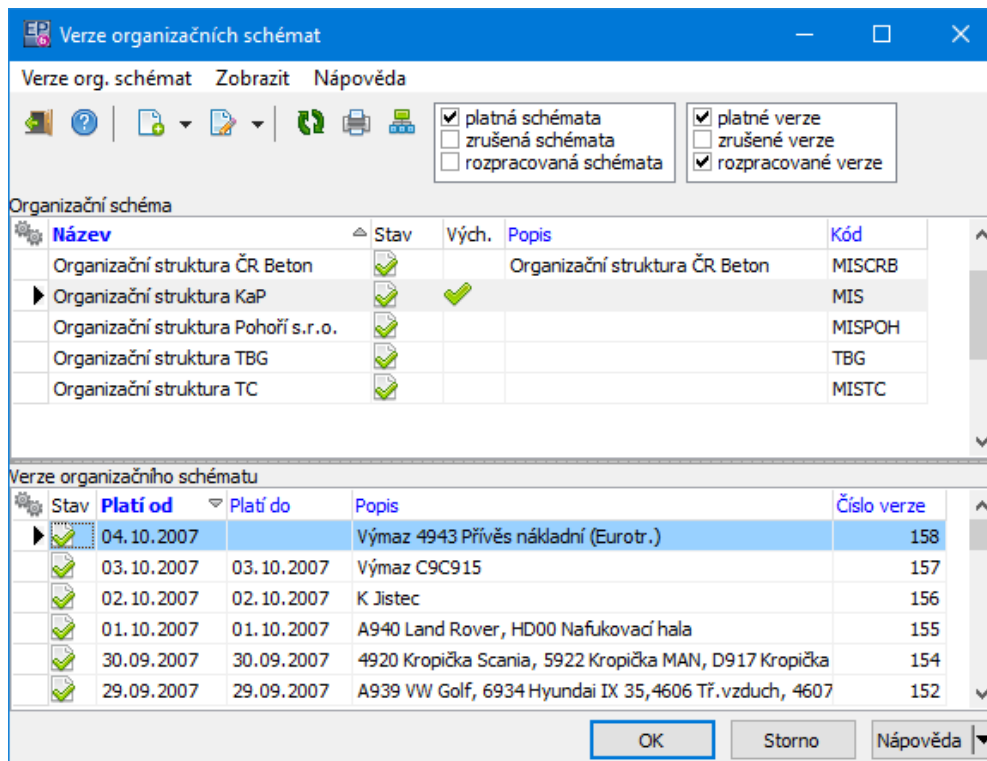 Verze organizačních schémat
Verze org. schémat Zobrazit Nápověda
platná schémata
zrušená schémata
rozpracovaná schémata
platné verze
zrušené verze
rozpracované verze
Organizační schéma
Název Stav Vých. Popis Kód
Organizační struktura ČR Beton Organizační struktura ČR Beton MISCRB
Organizační struktura KaP MIS
Organizační struktura Pohoří s.r.o. MISPOH
Organizační struktura TBG TBG
Organizační struktura TC MISTC
Verze organizačního schématu
Stav Platí od Platí do Popis Číslo verze
04.10.2007 Výmaz 4943 Přívěs nákladní (Eurotr.) 158
03.10.2007 03.10.2007 Výmaz C9C915 157
02.10.2007 02.10.2007 K Jistec 156
01.10.2007 01.10.2007 A940 Land Rover, HD00 Nafukovací hala 155
30.09.2007 30.09.2007 4920 Kropička Scania, 5922 Kropička MAN, D917 Kropička 154
29.09.2007 29.09.2007 A939 VW Golf, 6934 Hyundai IX 35,4606 Tř.vzduch, 4607 152
OK Storno Nápověda